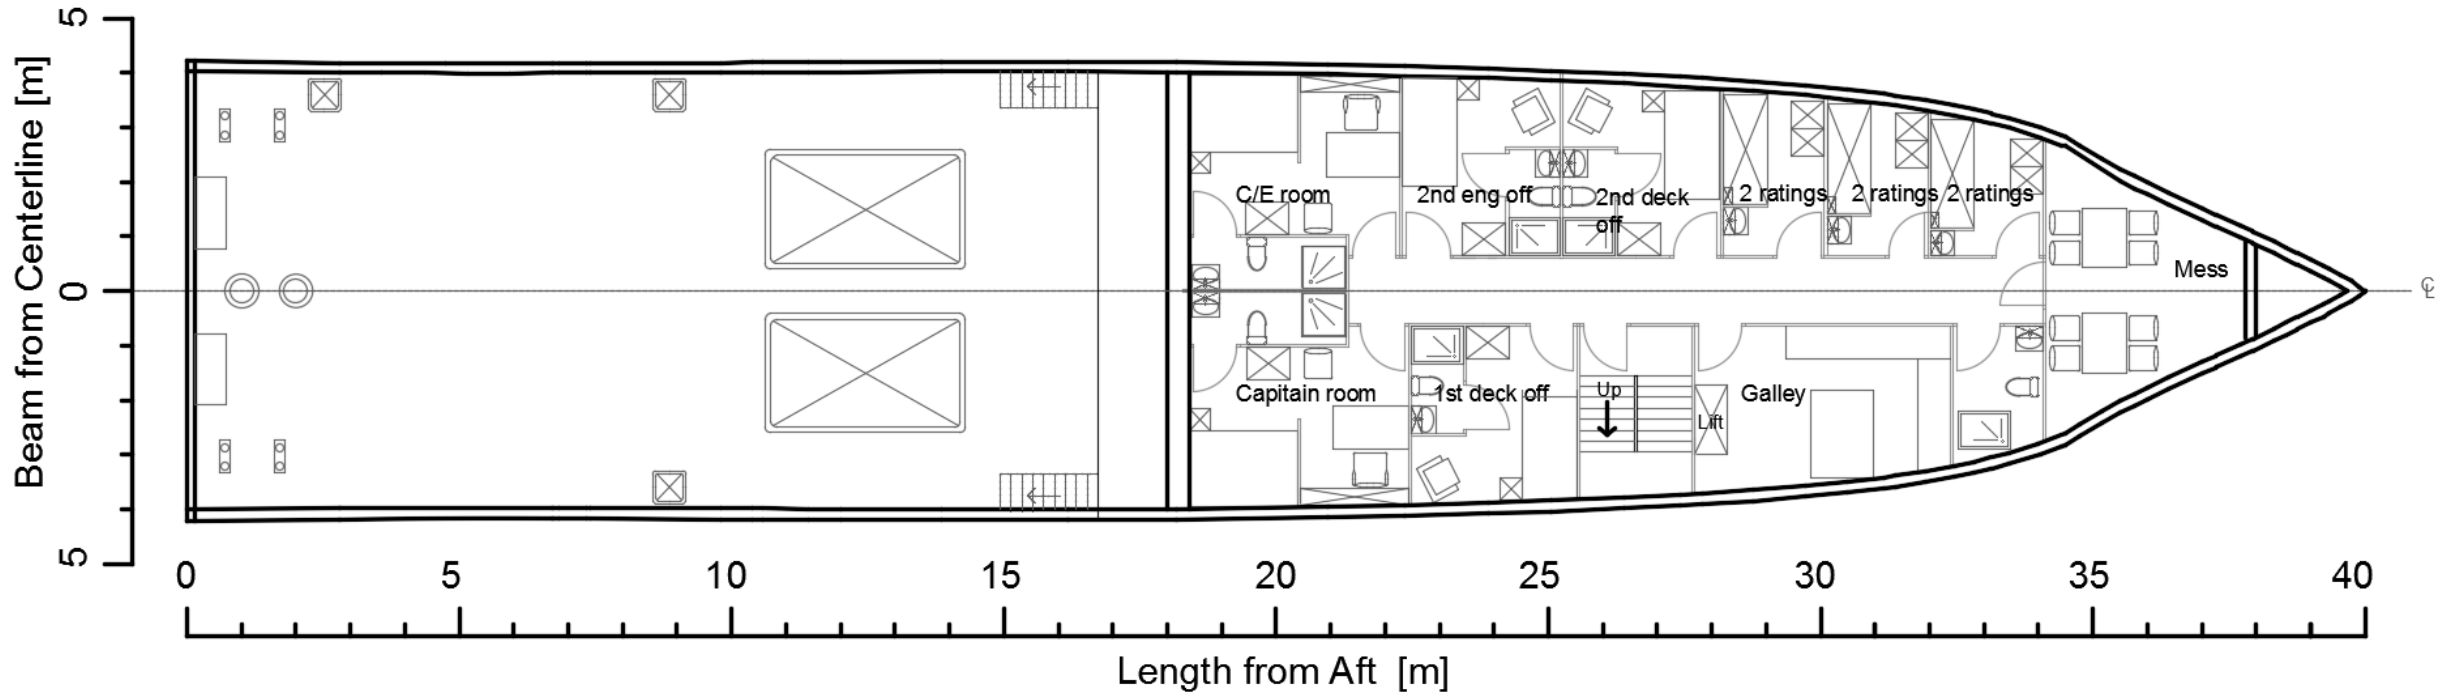 5
0
5
Beam from Centerline [m]
C/E room
2nd eng off
2nd deck
off
2 ratings
2 ratings
2 ratings
Mess
℄
Capitain room
1st deck off
Up
Lift
Galley
0 5 10 15 20 25 30 35 40
Length from Aft [m]